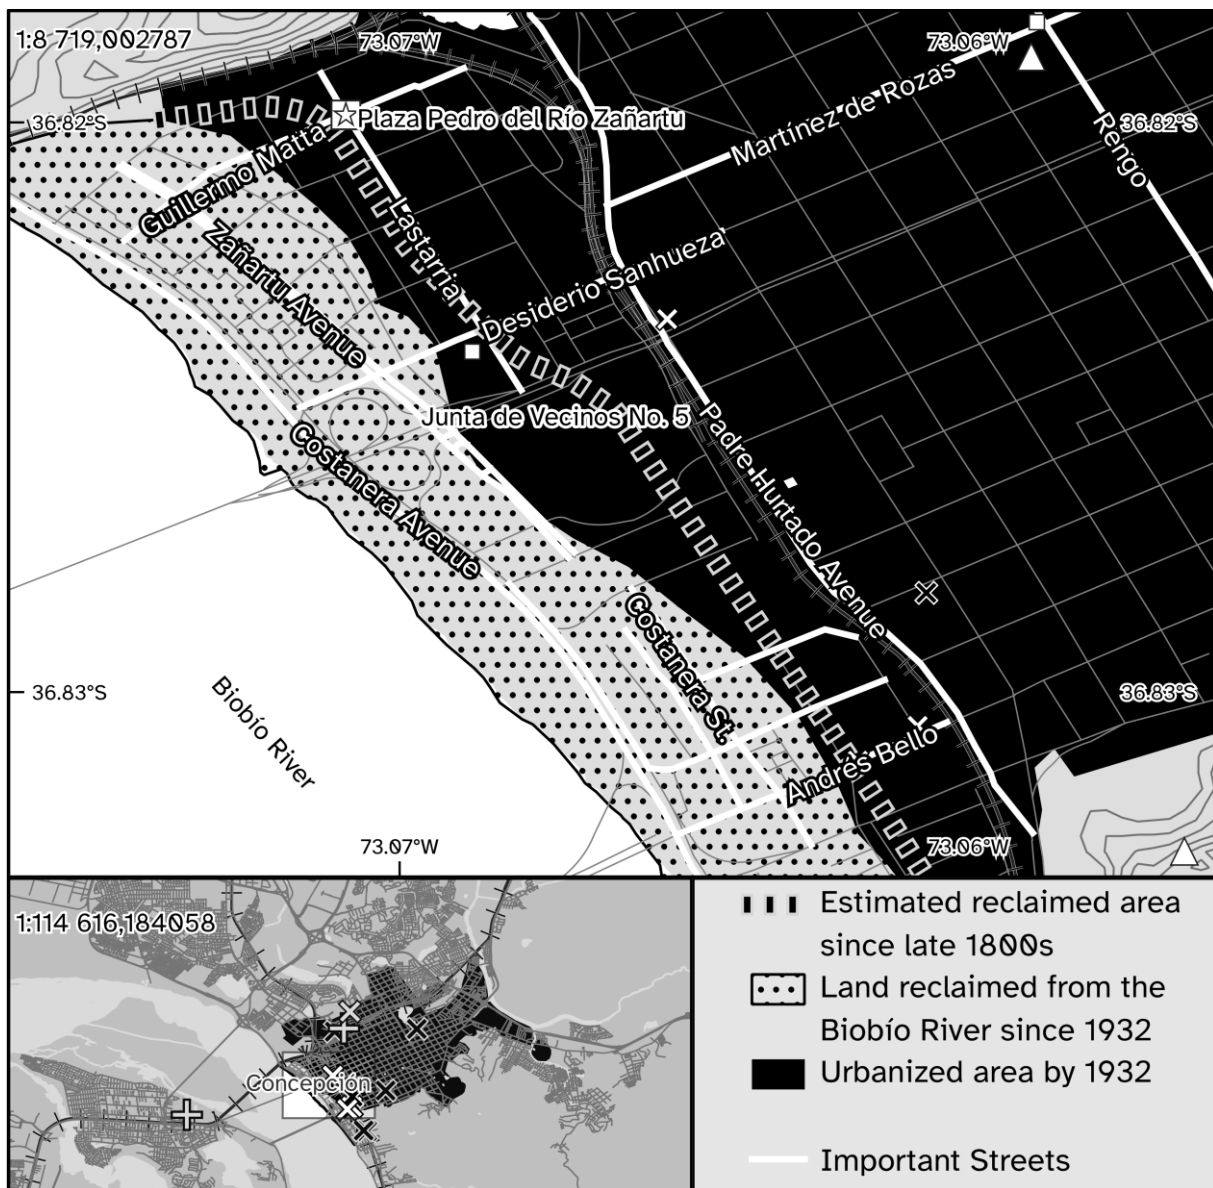 1:8 719,002787
73.07°W
73.06°W
36.82°S
Plaza Pedro del Río Zañartu
Martínez de Rozas
36.82°S
Rengo
Guillermo Matta
Lastarria
Zañartu Avenue
Desiderio Sanhueza
Junta de Vecinos No. 5
Padre Hurtado Avenue
Costanera Avenue
Costanera St.
36.83°S
36.83°S
Biobío River
Andrés Bello
73.07°W
73.06°W
1:114 616,184058
Concepción
Estimated reclaimed area
since late 1800s
Land reclaimed from the
Biobío River since 1932
Urbanized area by 1932
Important Streets